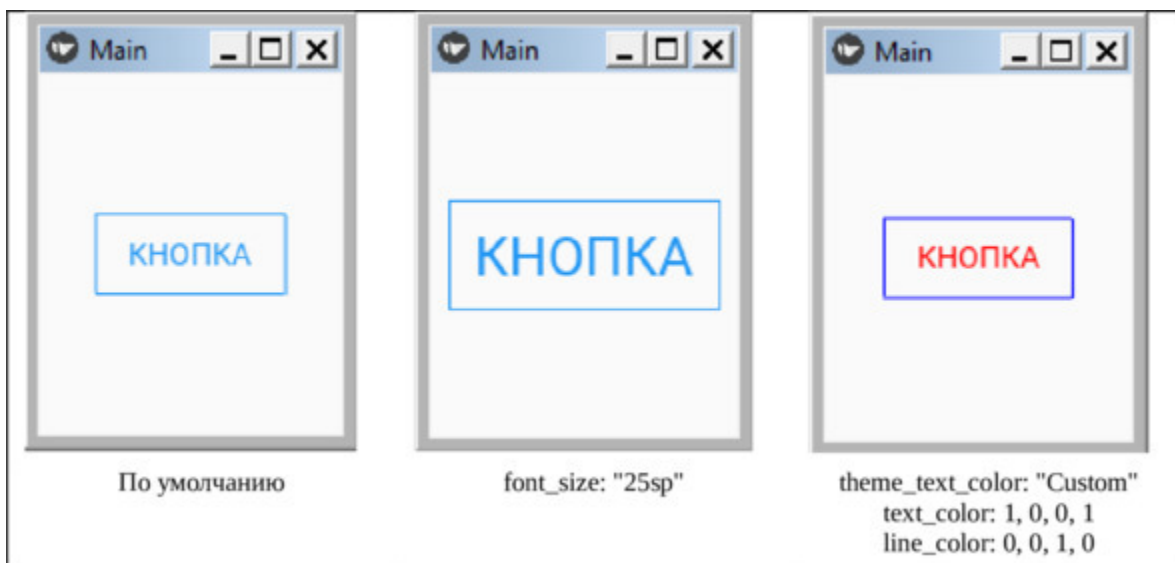 Main
КНОПКА
По умолчанию
Main
КНОПКА
font_size: "25sp"
Main
КНОПКА
theme_text_color: "Custom"
text_color: 1, 0, 0, 1
line_color: 0, 0, 1, 0